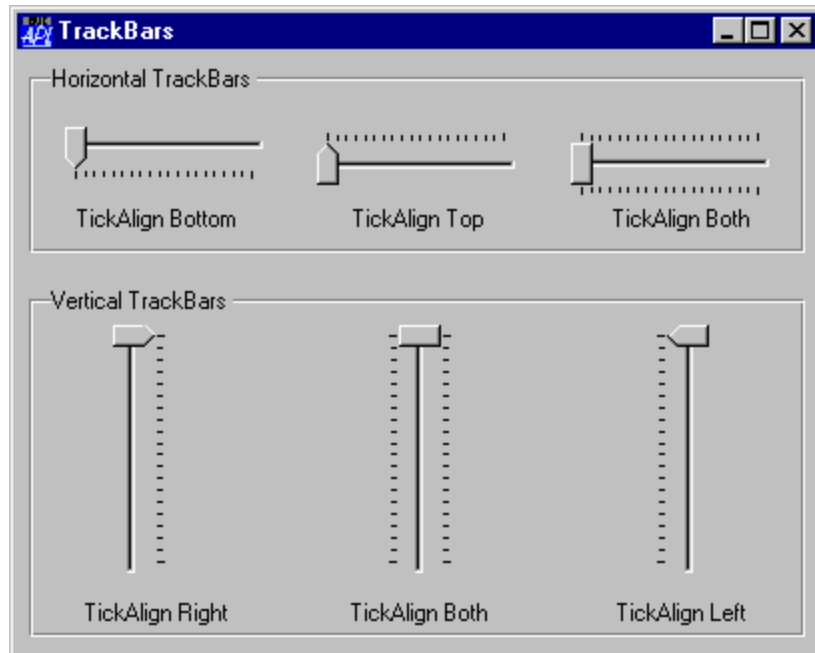 TrackBars
Horizontal TrackBars
TickAlign Bottom
TickAlign Top
TickAlign Both
Vertical TrackBars
TickAlign Right
TickAlign Both
TickAlign Left